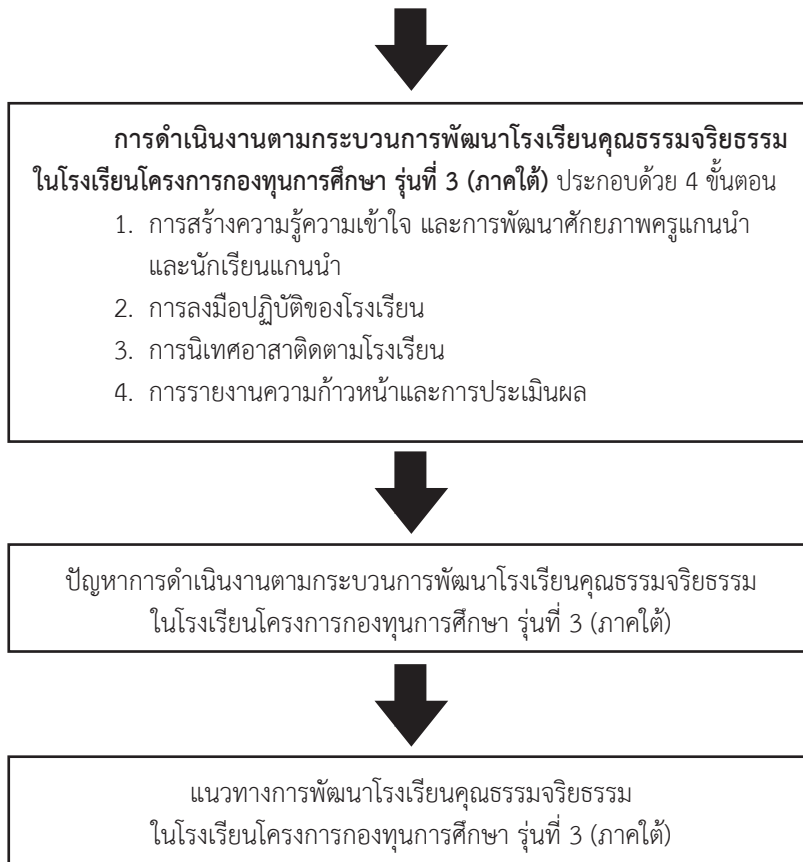 การดำเนินงานตามกระบวนการพัฒนาโรงเรียนคุณธรรมจริยธรรม
ในโรงเรียนโครงการกองทุนการศึกษา รุ่นที่ 3 (ภาคใต้) ประกอบด้วย 4 ขั้นตอน
1. การสร้างความรู้ความเข้าใจ และการพัฒนาศักยภาพครูแกนนำ
และนักเรียนแกนนำ
2. การลงมือปฏิบัติของโรงเรียน
3. การนิเทศอาสาติดตามโรงเรียน
4. การรายงานความก้าวหน้าและการประเมินผล
ปัญหาการดำเนินงานตามกระบวนการพัฒนาโรงเรียนคุณธรรมจริยธรรม
ในโรงเรียนโครงการกองทุนการศึกษา รุ่นที่ 3 (ภาคใต้)
แนวทางการพัฒนาโรงเรียนคุณธรรมจริยธรรม
ในโรงเรียนโครงการกองทุนการศึกษา รุ่นที่ 3 (ภาคใต้)